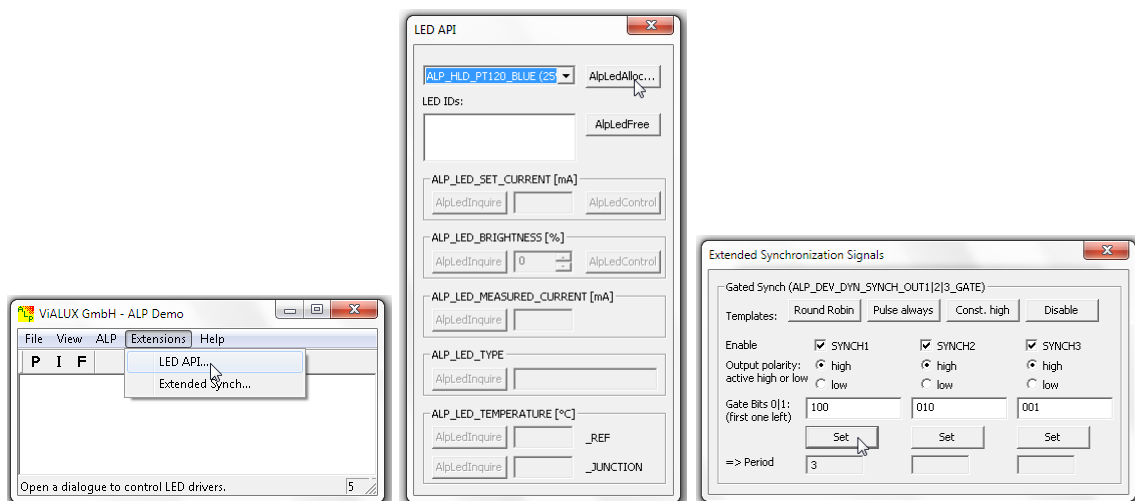 ViALUX GmbH - ALP Demo
File View ALP Extensions Help
P I F
LED API...
Extended Synch...
Open a dialogue to control LED drivers. 5
LED API
ALP_HLD_PT120_BLUE (25 AlpLedAlloc...
LED IDs:
AlpLedFree
ALP_LED_SET_CURRENT [mA]
AlpLedInquire AlpLedControl
ALP_LED_BRIGHTNESS [%]
AlpLedInquire 0 AlpLedControl
ALP_LED_MEASURED_CURRENT [mA]
AlpLedInquire
ALP_LED_TYPE
AlpLedInquire
ALP_LED_TEMPERATURE [°C]
AlpLedInquire _REF
AlpLedInquire _JUNCTION
Extended Synchronization Signals
Gated Synch (ALP_DEV_DYN_SYNCH_OUT1|2|3_GATE)
Templates: Round Robin Pulse always Const. high Disable
Enable SYNCH1 SYNCH2 SYNCH3
Output polarity: high high high
active high or low low low low
Gate Bits 0|1: 100 010 001
(first one left)
Set Set Set
=> Period 3